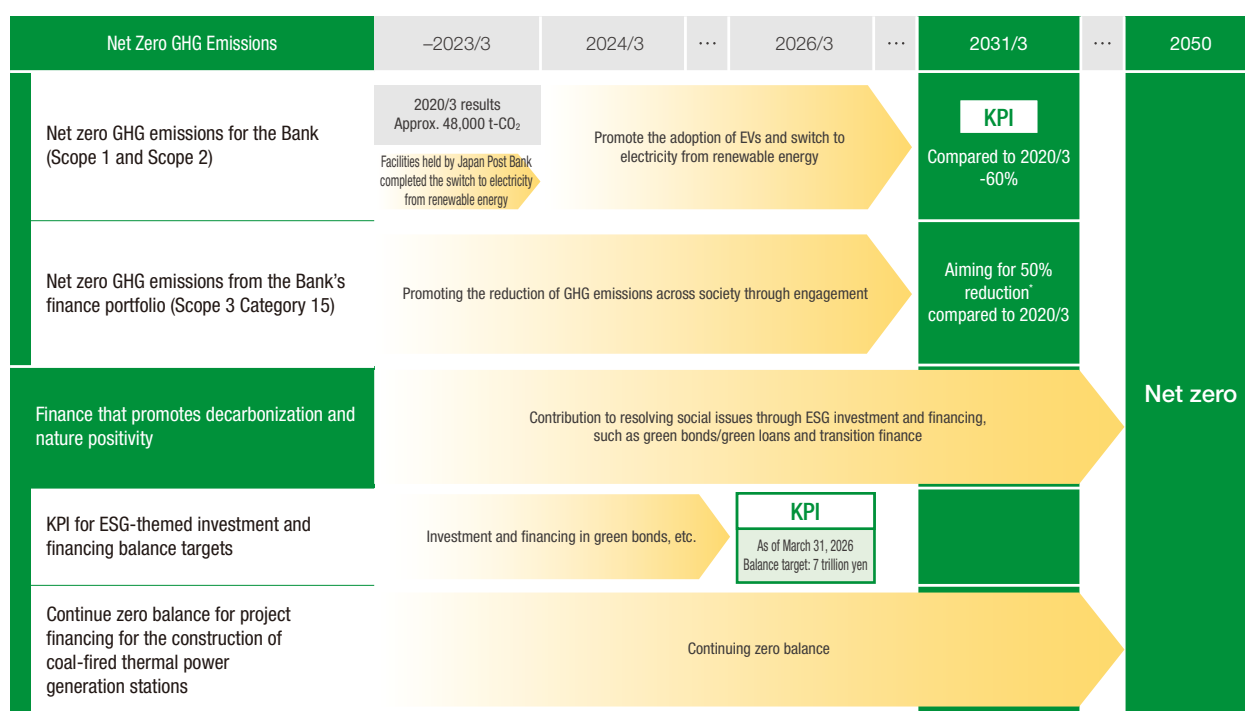 Net Zero GHG Emissions
–2023/3
2024/3
…
2026/3
…
2031/3
…
2050
Net zero GHG emissions for the Bank
(Scope 1 and Scope 2)
2020/3 results
Approx. 48,000 t-CO₂
Facilities held by Japan Post Bank
completed the switch to electricity
from renewable energy
Promote the adoption of EVs and switch to
electricity from renewable energy
KPI
Compared to 2020/3
-60%
Net zero GHG emissions from the Bank's
finance portfolio (Scope 3 Category 15)
Promoting the reduction of GHG emissions across society through engagement
Aiming for 50%
reduction*
compared to 2020/3
Net zero
Finance that promotes decarbonization and
nature positivity
Contribution to resolving social issues through ESG investment and financing,
such as green bonds/green loans and transition finance
KPI for ESG-themed investment and
financing balance targets
Investment and financing in green bonds, etc.
KPI
As of March 31, 2026
Balance target: 7 trillion yen
Continue zero balance for project
financing for the construction of
coal-fired thermal power
generation stations
Continuing zero balance